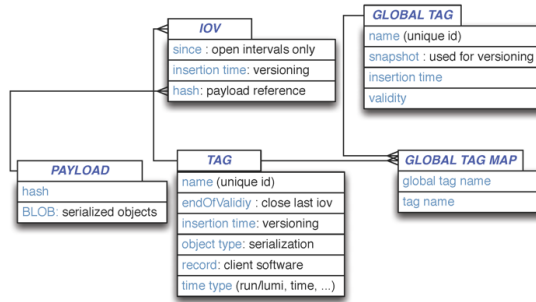 IOV
since : open intervals only
insertion time: versioning
hash: payload reference
GLOBAL TAG
name (unique id)
snapshot : used for versioning
insertion time
validity
PAYLOAD
hash
BLOB: serialized objects
TAG
name (unique id)
endOfValidiy : close last iov
insertion time: versioning
object type: serialization
record: client software
time type (run/lumi, time, ...)
GLOBAL TAG MAP
global tag name
tag name